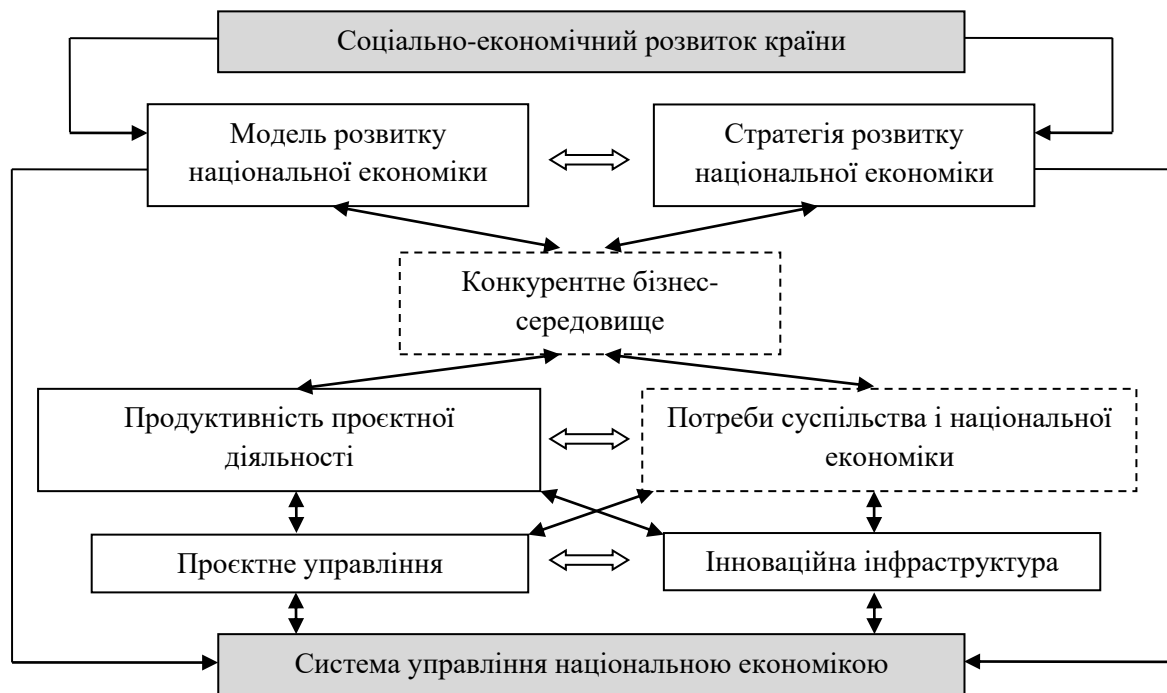 Соціально-економічний розвиток країни
Модель розвитку
національної економіки
Стратегія розвитку
національної економіки
Конкурентне бізнес-
середовище
Продуктивність проєктної
діяльності
Потреби суспільства і національної
економіки
Проєктне управління
Інноваційна інфраструктура
Система управління національною економікою